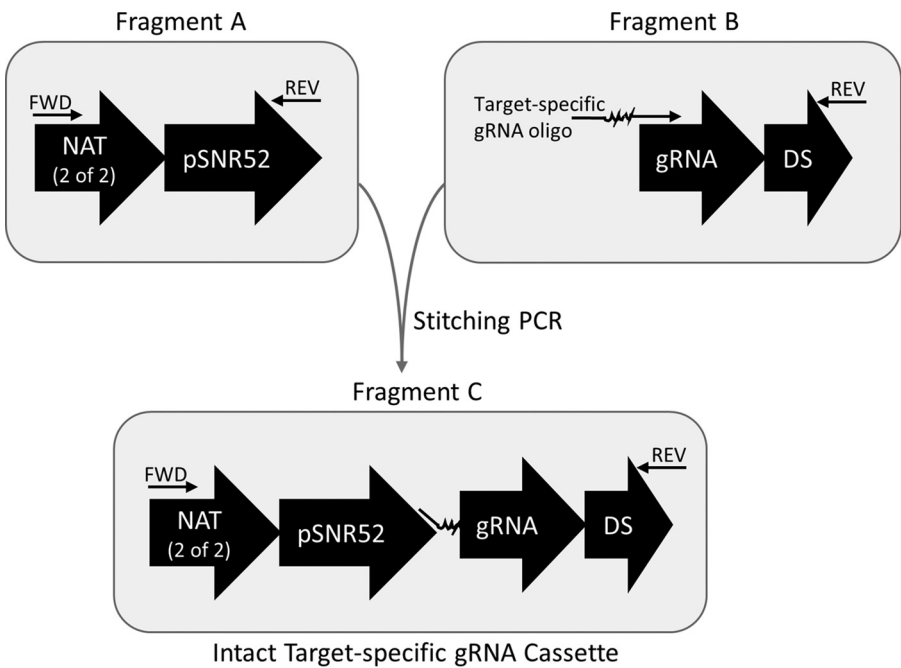 Fragment A
FWD
REV
NAT
(2 of 2)
pSNR52
Fragment B
Target-specific
gRNA oligo
REV
gRNA
DS
Stitching PCR
Fragment C
FWD
REV
NAT
(2 of 2)
pSNR52
gRNA
DS
Intact Target-specific gRNA Cassette